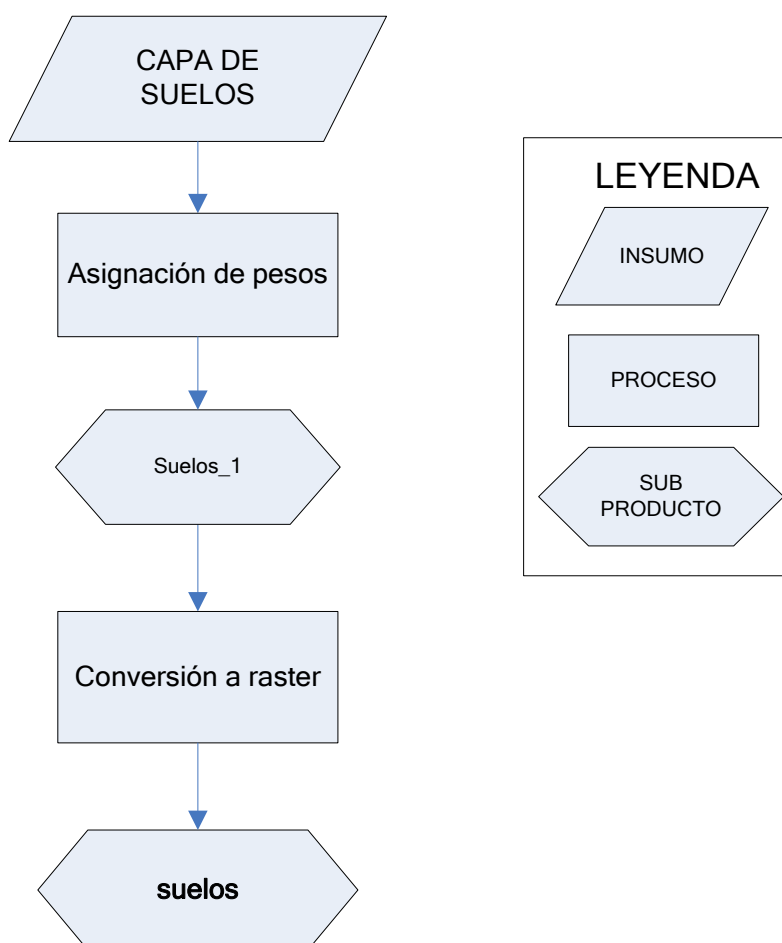 CAPA DE
SUELOS
Asignación de pesos
Suelos_1
Conversión a raster
suelos
LEYENDA
INSUMO
PROCESO
SUB
PRODUCTO